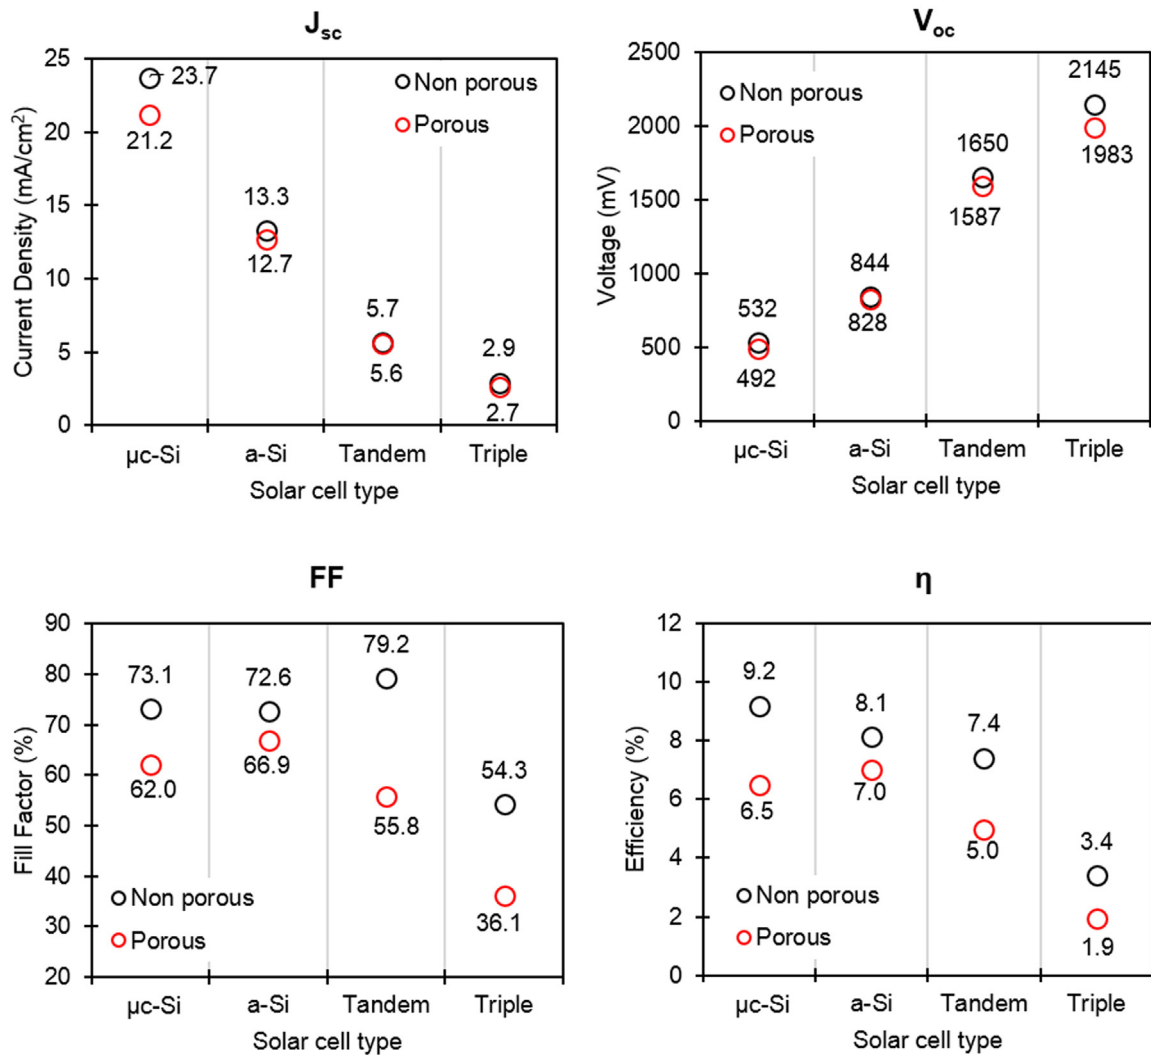 J_sc
25
20
15
10
5
0
Current Density (mA/cm²)
23.7
21.2
13.3
12.7
5.7
5.6
2.9
2.7
Non porous
Porous
µc-Si a-Si Tandem Triple
Solar cell type
V_oc
2500
2000
1500
1000
500
0
Voltage (mV)
Non porous
Porous
532
492
844
828
1650
1587
2145
1983
µc-Si a-Si Tandem Triple
Solar cell type
FF
90
80
70
60
50
40
30
20
Fill Factor (%)
73.1
62.0
72.6
66.9
79.2
55.8
54.3
36.1
Non porous
Porous
µc-Si a-Si Tandem Triple
Solar cell type
η
12
10
8
6
4
2
0
Efficiency (%)
9.2
6.5
8.1
7.0
7.4
5.0
3.4
1.9
Non porous
Porous
µc-Si a-Si Tandem Triple
Solar cell type